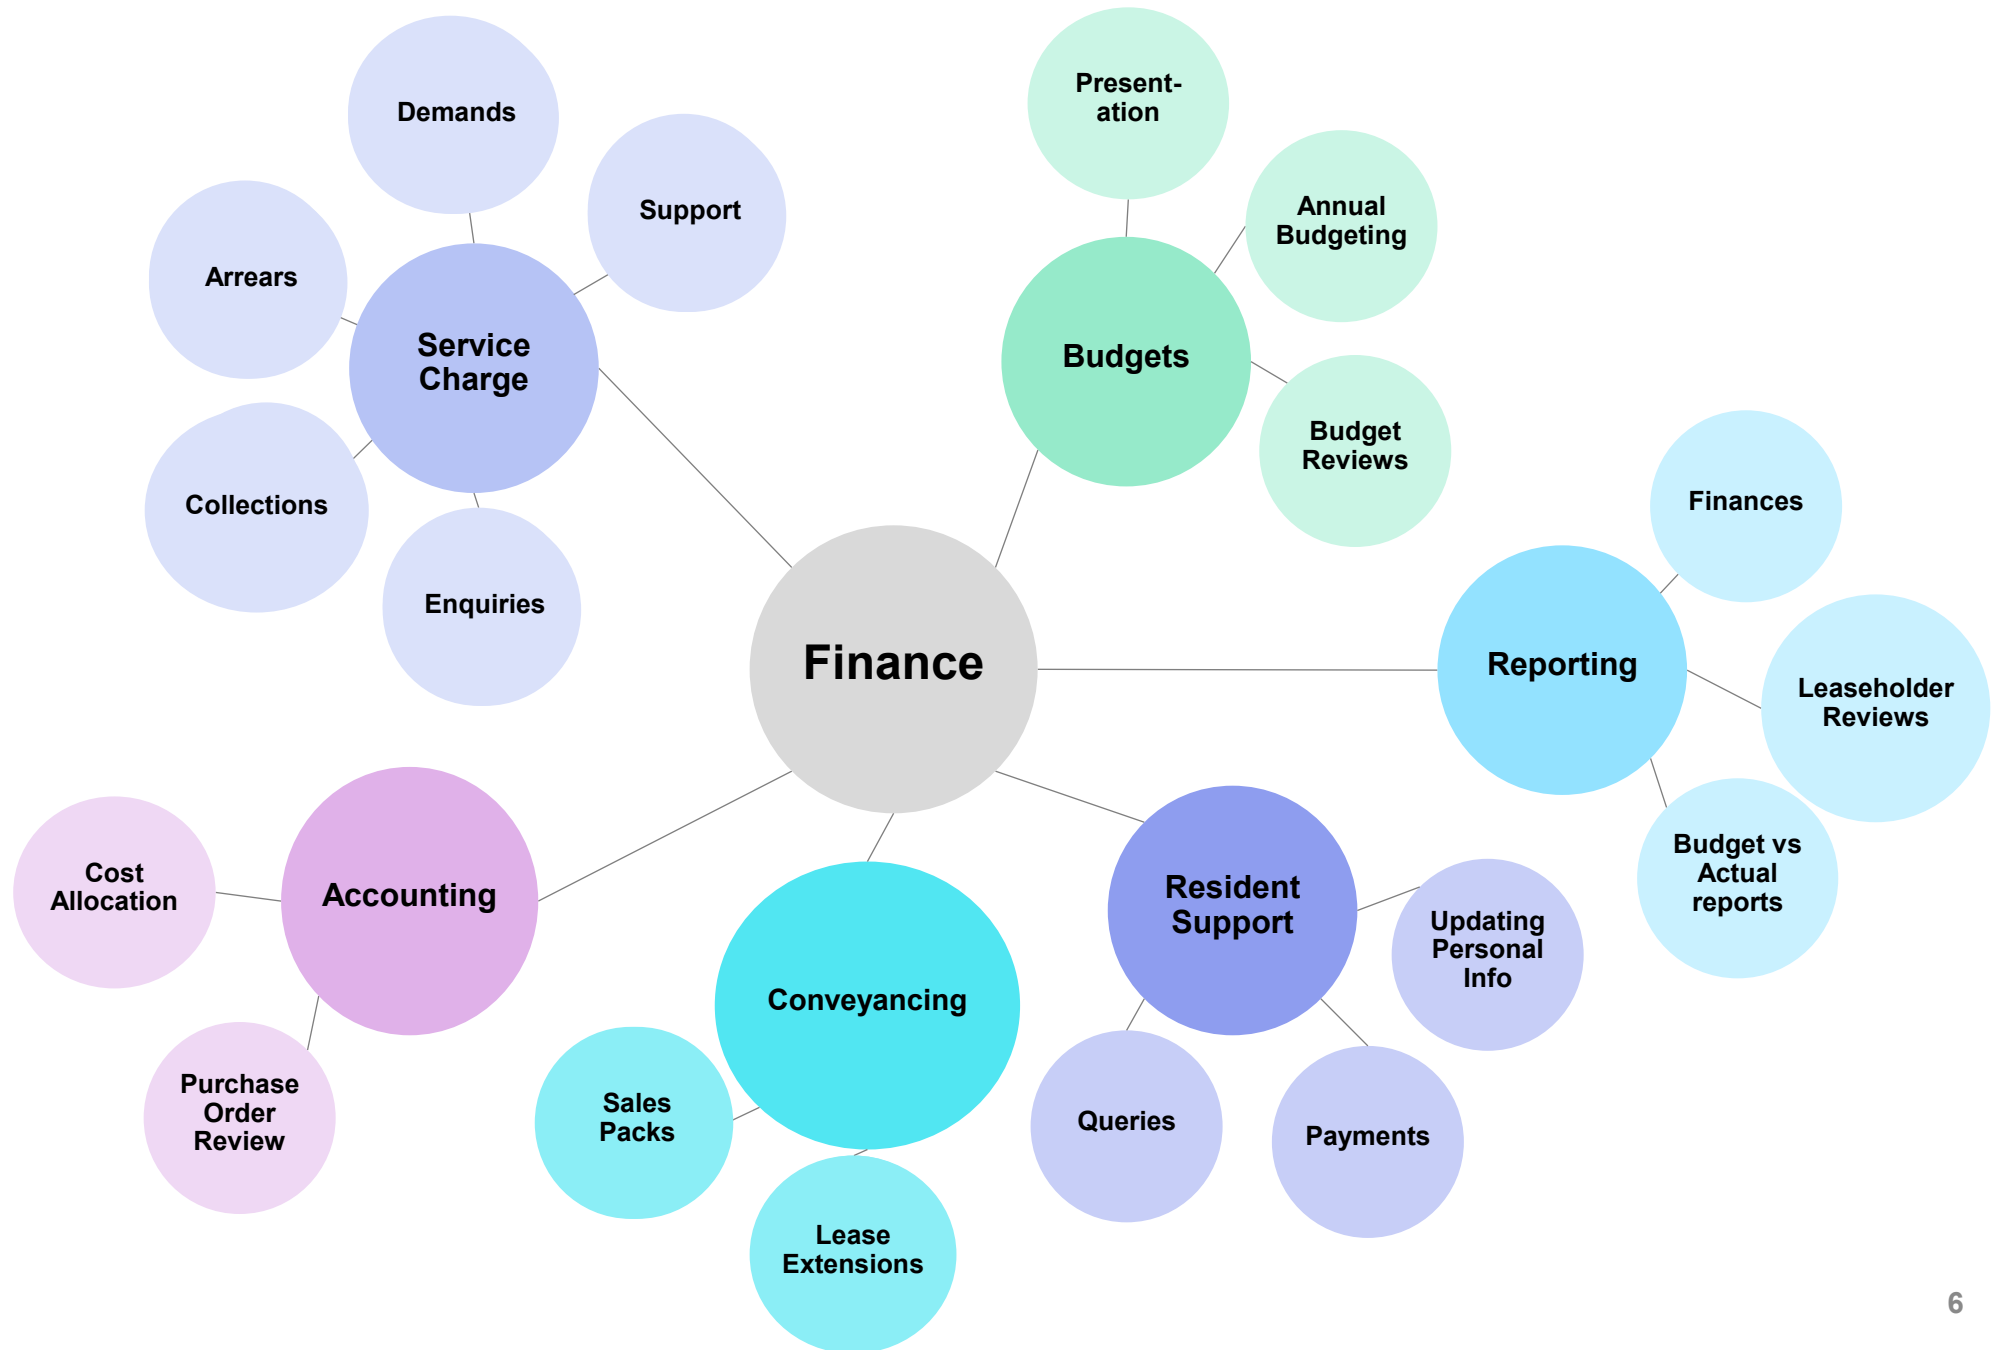 Demands
Support
Arrears
Service
Charge
Collections
Enquiries
Present-
ation
Annual
Budgeting
Budgets
Budget
Reviews
Finance
Finances
Reporting
Leaseholder
Reviews
Budget vs
Actual
reports
Cost
Allocation
Accounting
Purchase
Order
Review
Conveyancing
Sales
Packs
Lease
Extensions
Resident
Support
Updating
Personal
Info
Queries
Payments
6